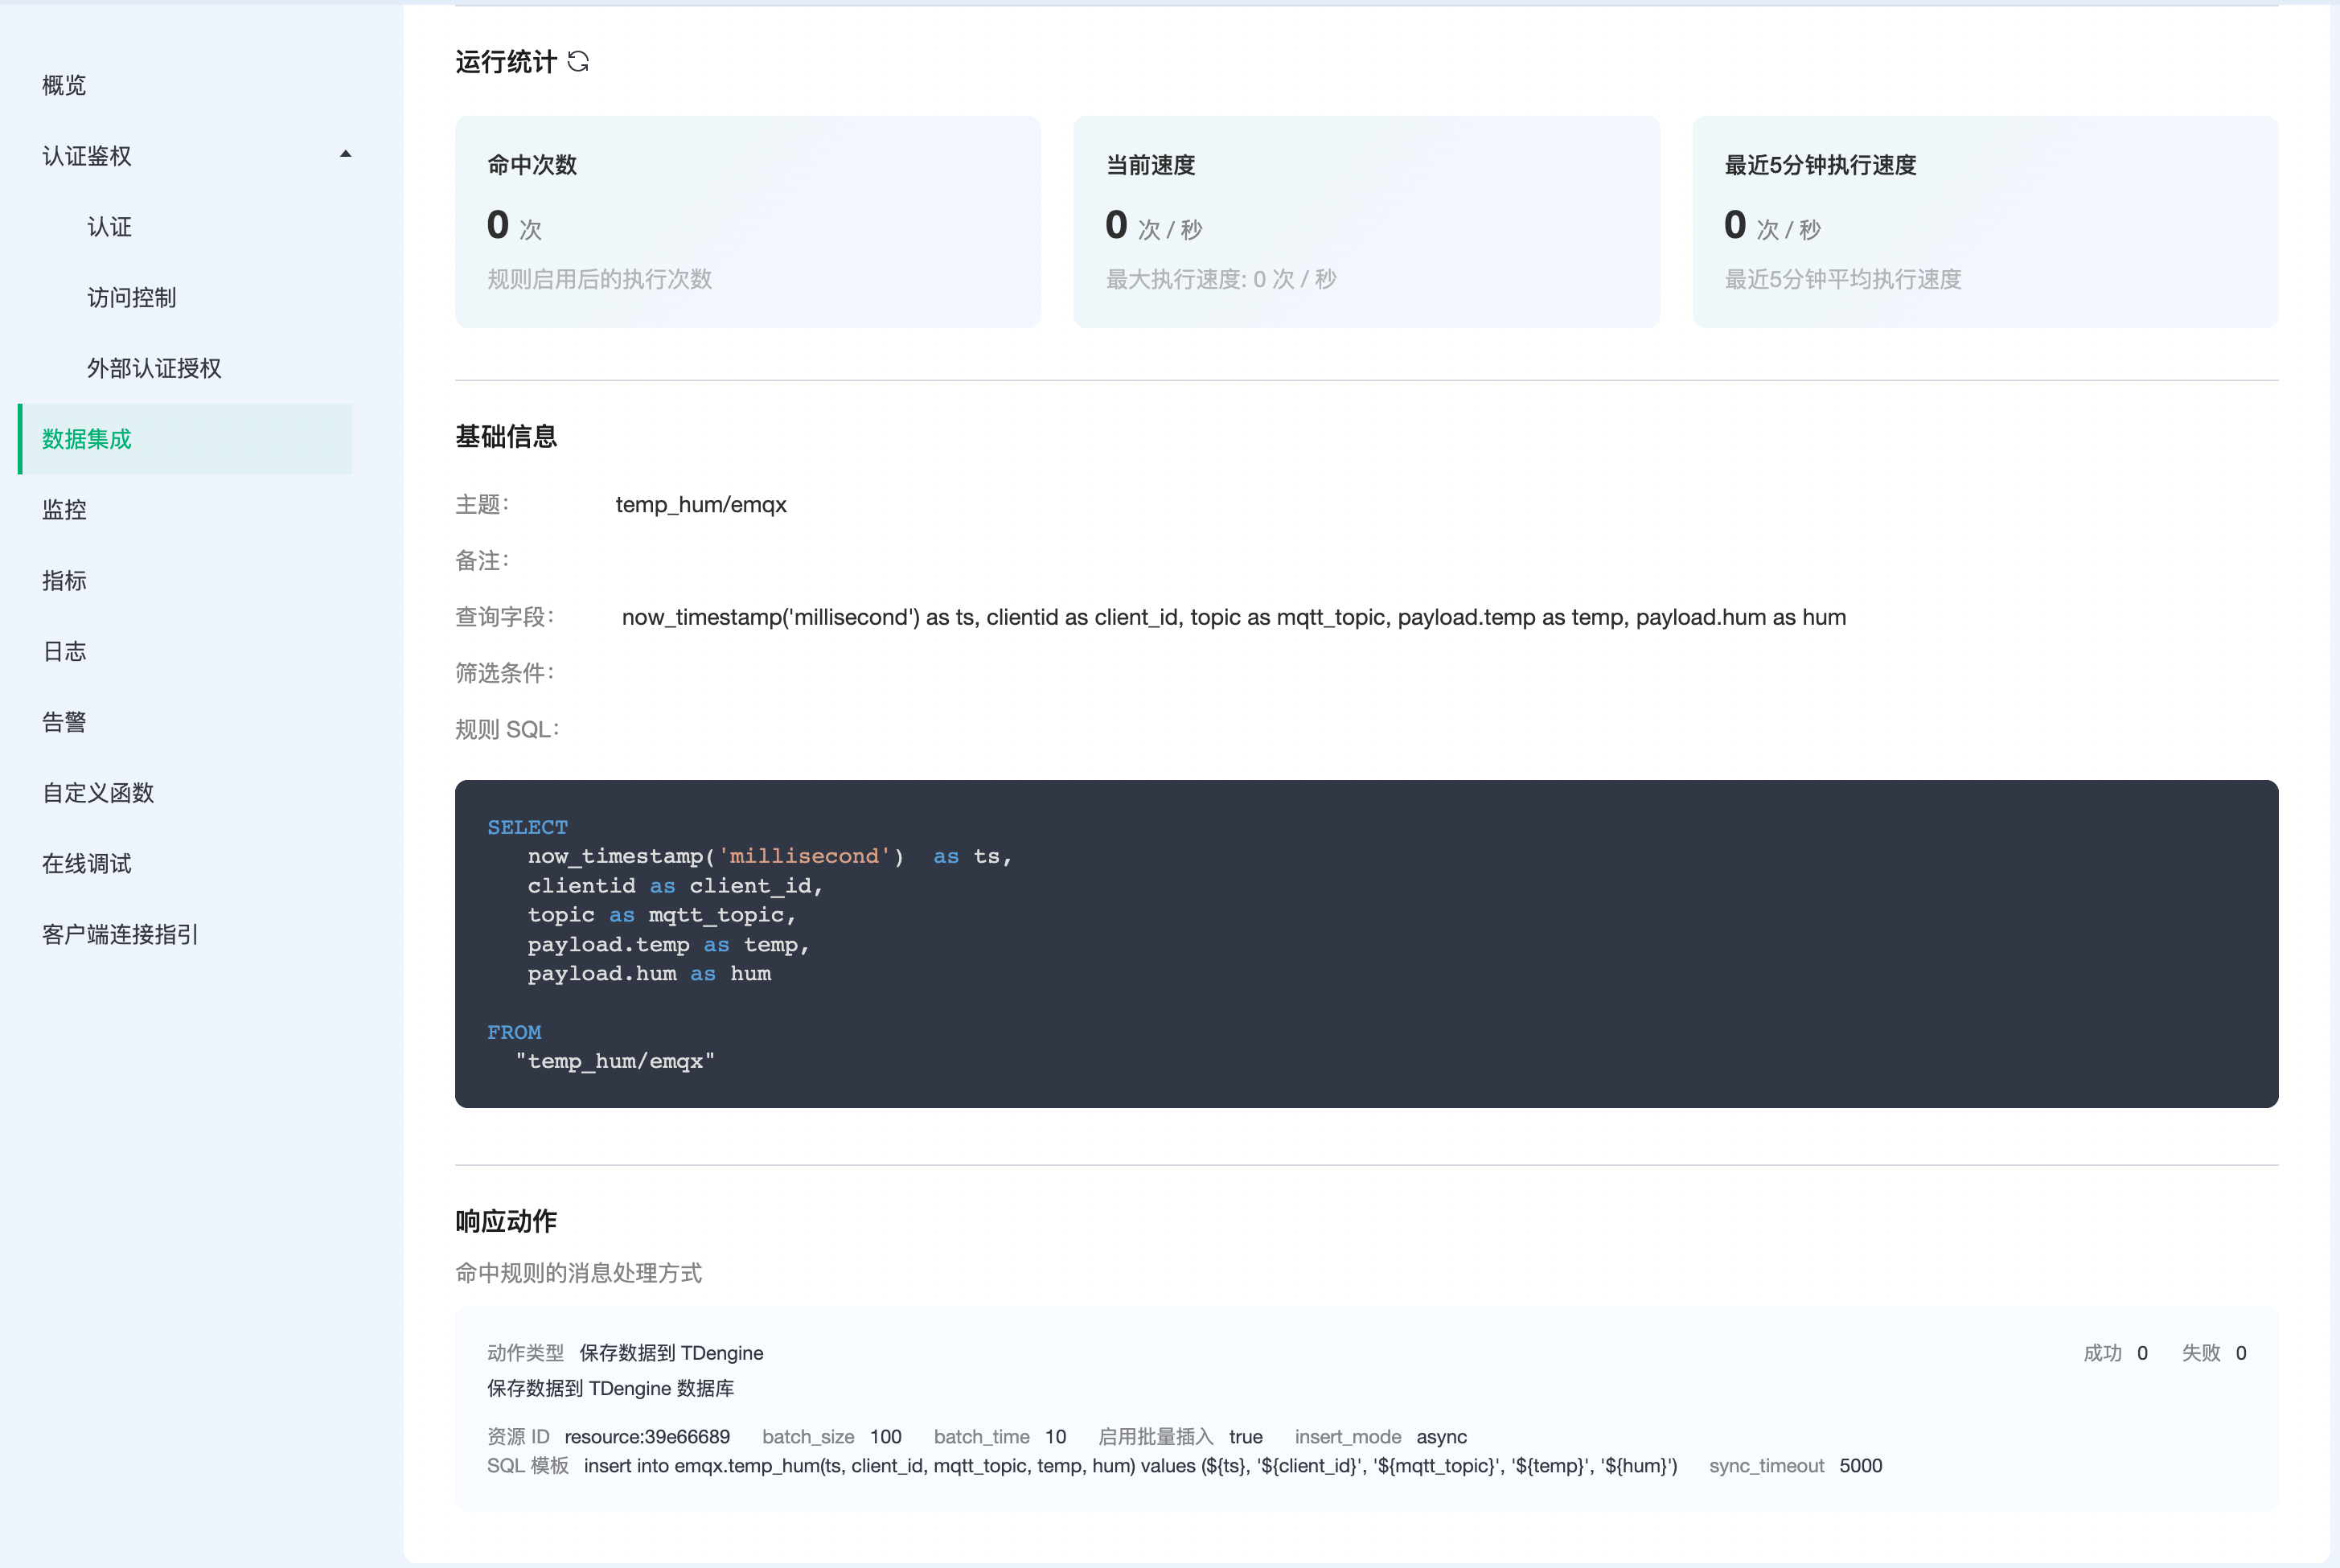 概览
认证鉴权
认证
访问控制
外部认证授权
数据集成
监控
指标
日志
告警
自定义函数
在线调试
客户端连接指引
运行统计
命中次数
0 次
规则启用后的执行次数
当前速度
0 次 / 秒
最大执行速度: 0 次 / 秒
最近5分钟执行速度
0 次 / 秒
最近5分钟平均执行速度
基础信息
主题： temp_hum/emqx
备注：
查询字段： now_timestamp('millisecond') as ts, clientid as client_id, topic as mqtt_topic, payload.temp as temp, payload.hum as hum
筛选条件：
规则 SQL：
SELECT
now_timestamp('millisecond')  as ts,
clientid as client_id,
topic as mqtt_topic,
payload.temp as temp,
payload.hum as hum
FROM
"temp_hum/emqx"
响应动作
命中规则的消息处理方式
动作类型 保存数据到 TDengine 成功 0 失败 0
保存数据到 TDengine 数据库
资源 ID resource:39e66689 batch_size 100 batch_time 10 启用批量插入 true insert_mode async
SQL 模板 insert into emqx.temp_hum(ts, client_id, mqtt_topic, temp, hum) values (${ts}, '${client_id}', '${mqtt_topic}', '${temp}', '${hum}') sync_timeout 5000